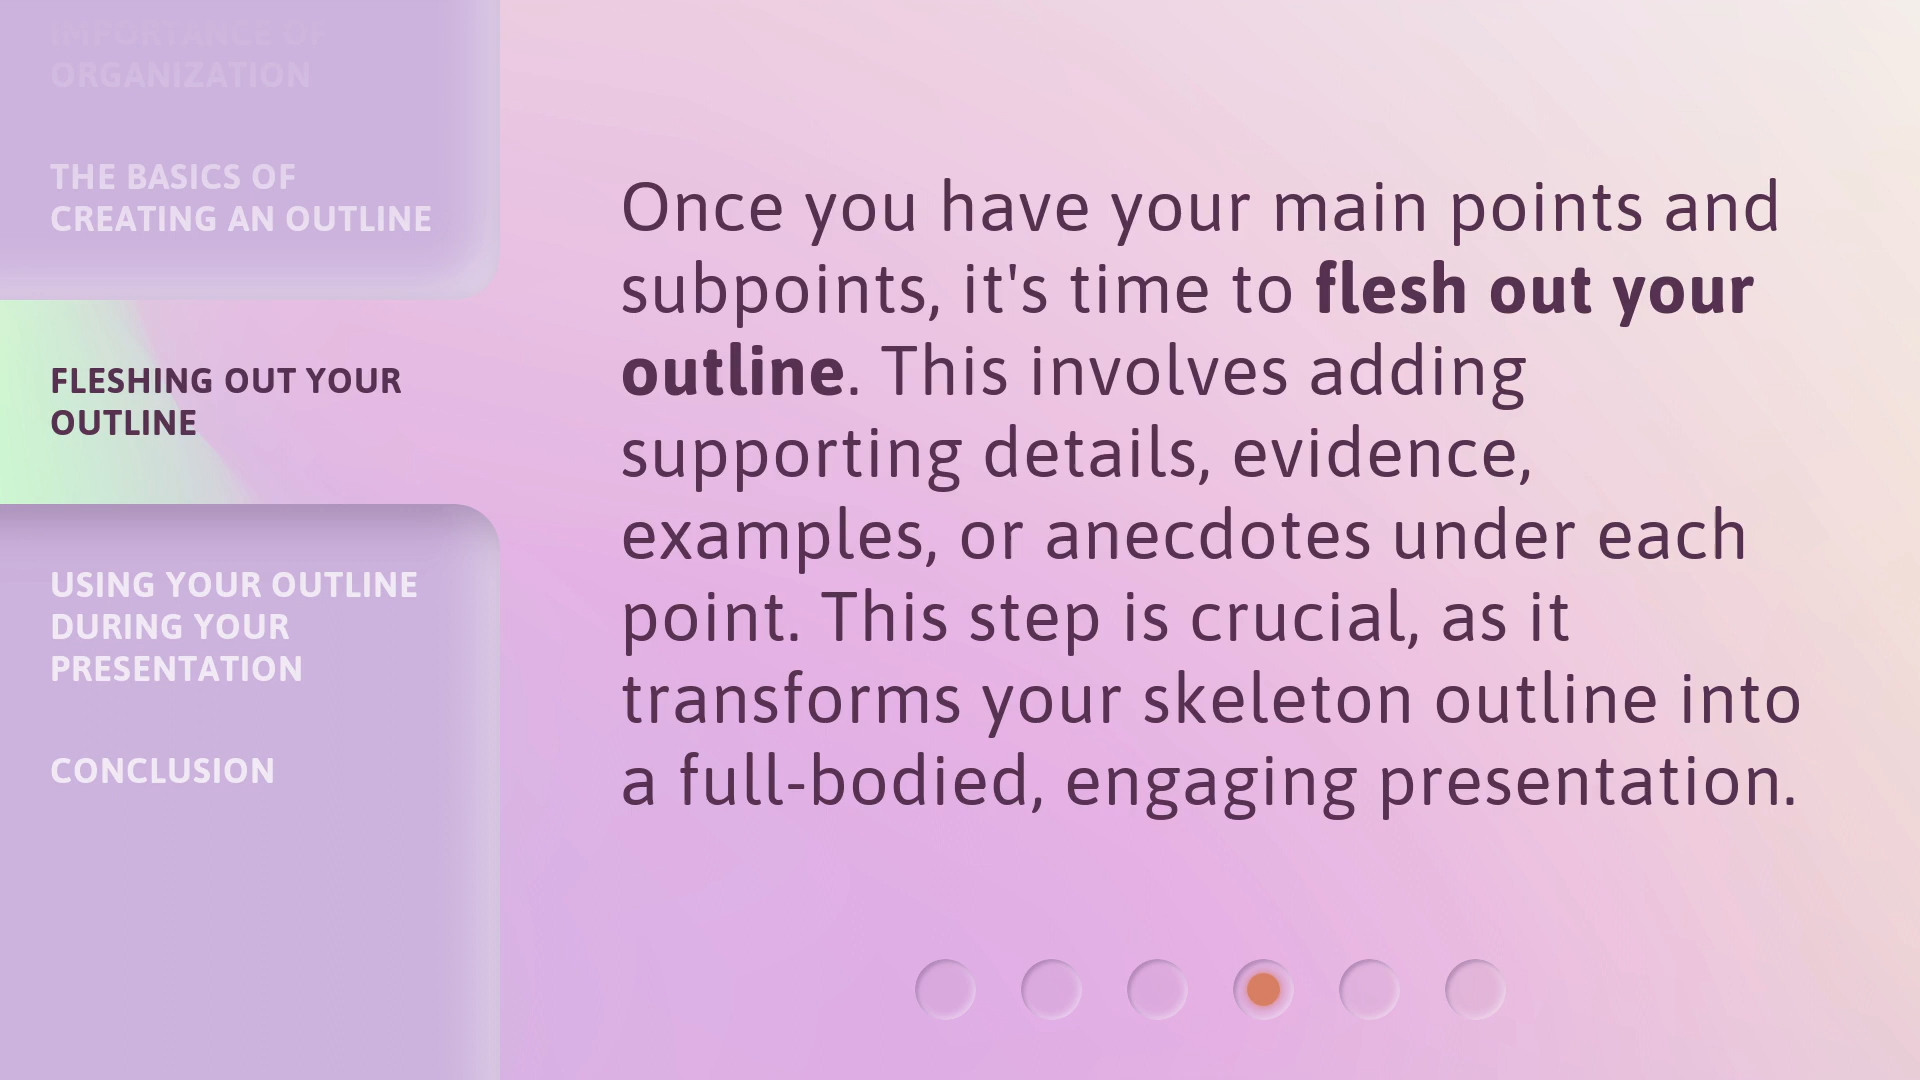 IMPORTANCE OF
ORGANIZATION
THE BASICS OF
CREATING AN OUTLINE
FLESHING OUT YOUR
OUTLINE
USING YOUR OUTLINE
DURING YOUR
PRESENTATION
CONCLUSION
Once you have your main points and
subpoints, it's time to flesh out your
outline. This involves adding
supporting details, evidence,
examples, or anecdotes under each
point. This step is crucial, as it
transforms your skeleton outline into
a full-bodied, engaging presentation.